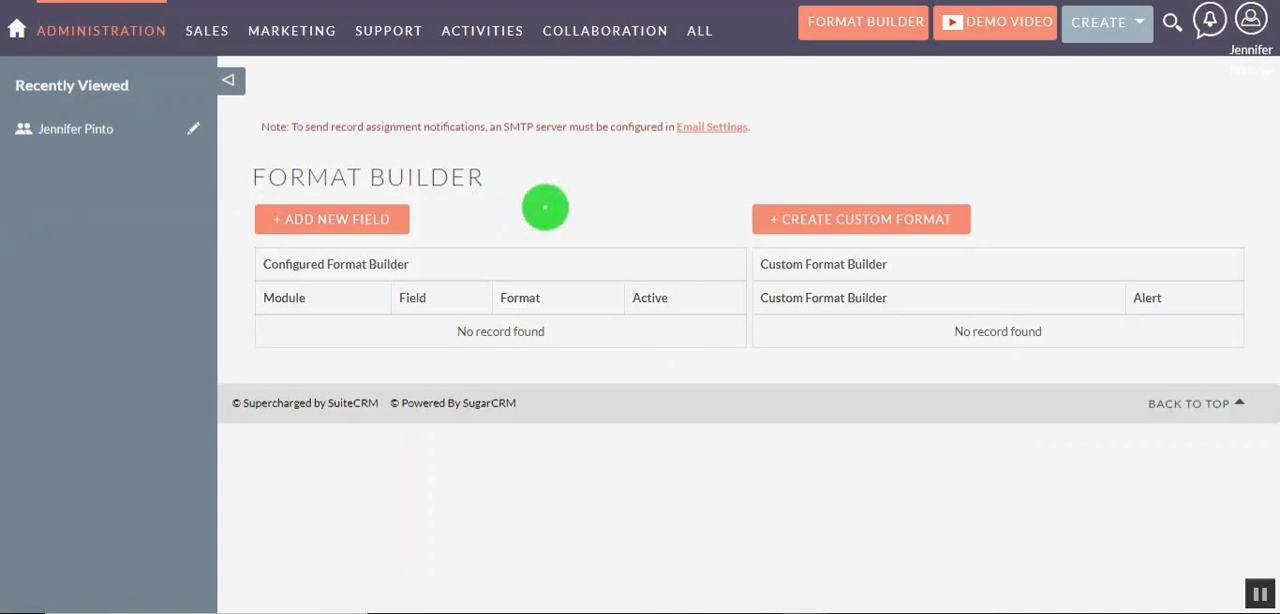 ADMINISTRATION SALES MARKETING SUPPORT ACTIVITIES COLLABORATION ALL FORMAT BUILDER DEMO VIDEO CREATE
Jennifer
Recently Viewed
Jennifer Pinto
Note: To send record assignment notifications, an SMTP server must be configured in Email Settings.
FORMAT BUILDER
+ ADD NEW FIELD + CREATE CUSTOM FORMAT
Configured Format Builder Custom Format Builder
Module Field Format Active Custom Format Builder Alert
No record found No record found
© Supercharged by SuiteCRM © Powered By SugarCRM BACK TO TOP